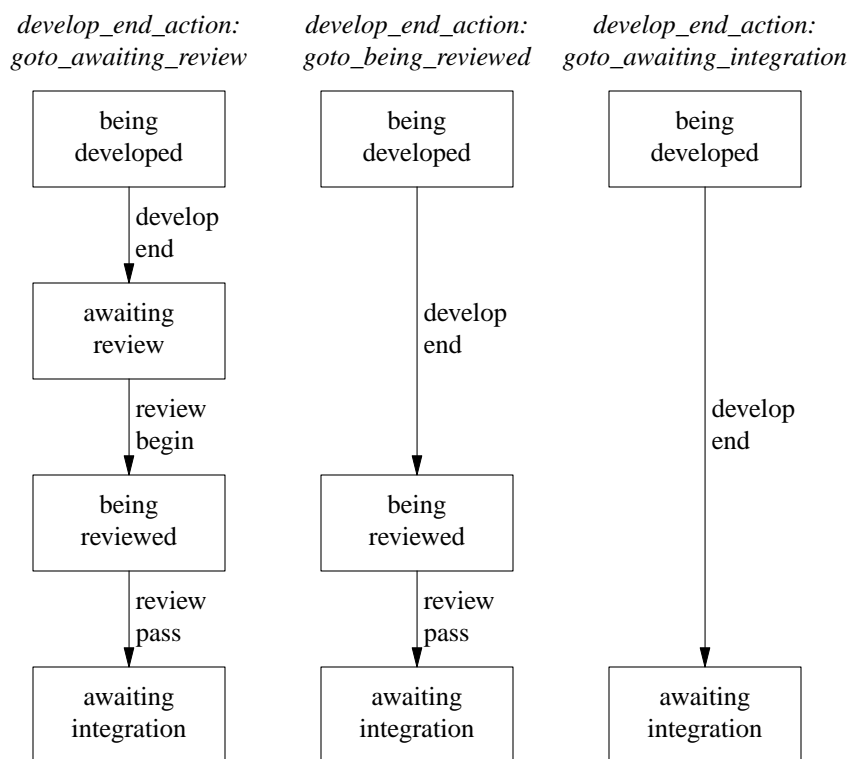 develop_end_action:
goto_awaiting_review
being
developed
develop
end
awaiting
review
review
begin
being
reviewed
review
pass
awaiting
integration
develop_end_action:
goto_being_reviewed
being
developed
develop
end
being
reviewed
review
pass
awaiting
integration
develop_end_action:
goto_awaiting_integration
being
developed
develop
end
awaiting
integration